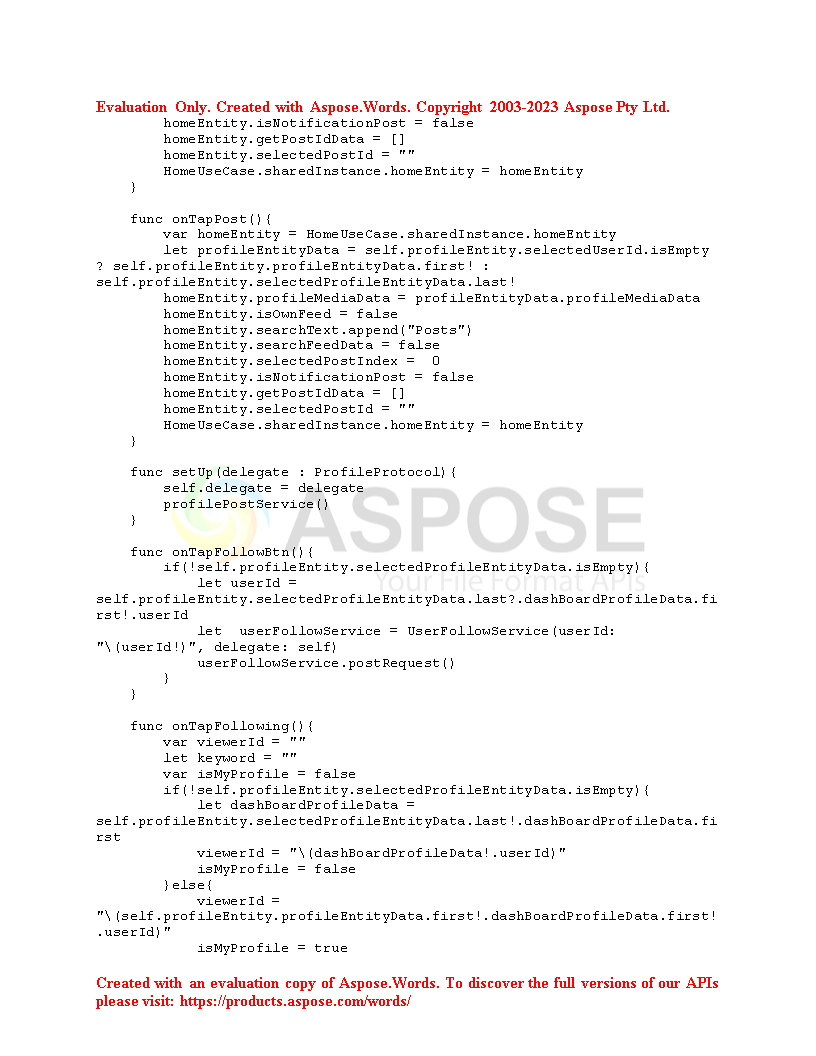 Evaluation Only. Created with Aspose.Words. Copyright 2003-2023 Aspose Pty Ltd.
        homeEntity.isNotificationPost = false
        homeEntity.getPostIdData = []
        homeEntity.selectedPostId = ""
        HomeUseCase.sharedInstance.homeEntity = homeEntity
    }

    func onTapPost(){
        var homeEntity = HomeUseCase.sharedInstance.homeEntity
        let profileEntityData = self.profileEntity.selectedUserId.isEmpty
? self.profileEntity.profileEntityData.first! :
self.profileEntity.selectedProfileEntityData.last!
        homeEntity.profileMediaData = profileEntityData.profileMediaData
        homeEntity.isOwnFeed = false
        homeEntity.searchText.append("Posts")
        homeEntity.searchFeedData = false
        homeEntity.selectedPostIndex =  0
        homeEntity.isNotificationPost = false
        homeEntity.getPostIdData = []
        homeEntity.selectedPostId = ""
        HomeUseCase.sharedInstance.homeEntity = homeEntity
    }

    func setUp(delegate : ProfileProtocol){
        self.delegate = delegate
        profilePostService()
    }
ASPOSE
Your File Format APIs

    func onTapFollowBtn(){
        if(!self.profileEntity.selectedProfileEntityData.isEmpty){
            let userId =
self.profileEntity.selectedProfileEntityData.last?.dashBoardProfileData.fi
rst!.userId
            let  userFollowService = UserFollowService(userId:
"\(userId!)", delegate: self)
            userFollowService.postRequest()
        }
    }

    func onTapFollowing(){
        var viewerId = ""
        let keyword = ""
        var isMyProfile = false
        if(!self.profileEntity.selectedProfileEntityData.isEmpty){
            let dashBoardProfileData =
self.profileEntity.selectedProfileEntityData.last!.dashBoardProfileData.fi
rst
            viewerId = "\(dashBoardProfileData!.userId)"
            isMyProfile = false
        }else{
            viewerId =
"\(self.profileEntity.profileEntityData.first!.dashBoardProfileData.first!
.userId)"
            isMyProfile = true
Created with an evaluation copy of Aspose.Words. To discover the full versions of our APIs
please visit: https://products.aspose.com/words/